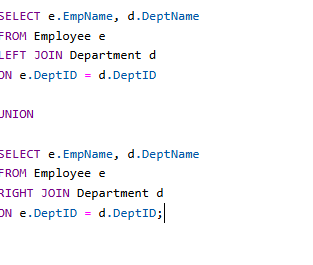 SELECT e.EmpName, d.DeptName
FROM Employee e
LEFT JOIN Department d
ON e.DeptID = d.DeptID
UNION
SELECT e.EmpName, d.DeptName
FROM Employee e
RIGHT JOIN Department d
ON e.DeptID = d.DeptID;